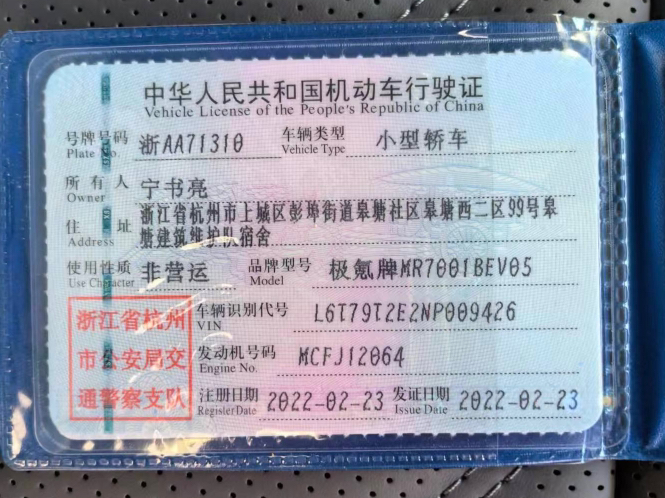 中华人民共和国机动车行驶证
Vehicle License of the People's Republic of China
号牌号码 浙AA71310 车辆类型 小型轿车
Plate No. Vehicle Type
所有人 宁书亮
Owner
住址 浙江省杭州市上城区彭埠街道皋塘社区皋塘西二区99号皋
Address 塘建筑维护队宿舍
使用性质 非营运 品牌型号 极氪牌MR7001BEV05
Use Character Model
浙江省杭州
市公安局交
通警察支队
车辆识别代号 L6T79T2E2NP009426
VIN
发动机号码 MCFJ12064
Engine No.
注册日期 2022-02-23 发证日期 2022-02-23
Register Date Issue Date